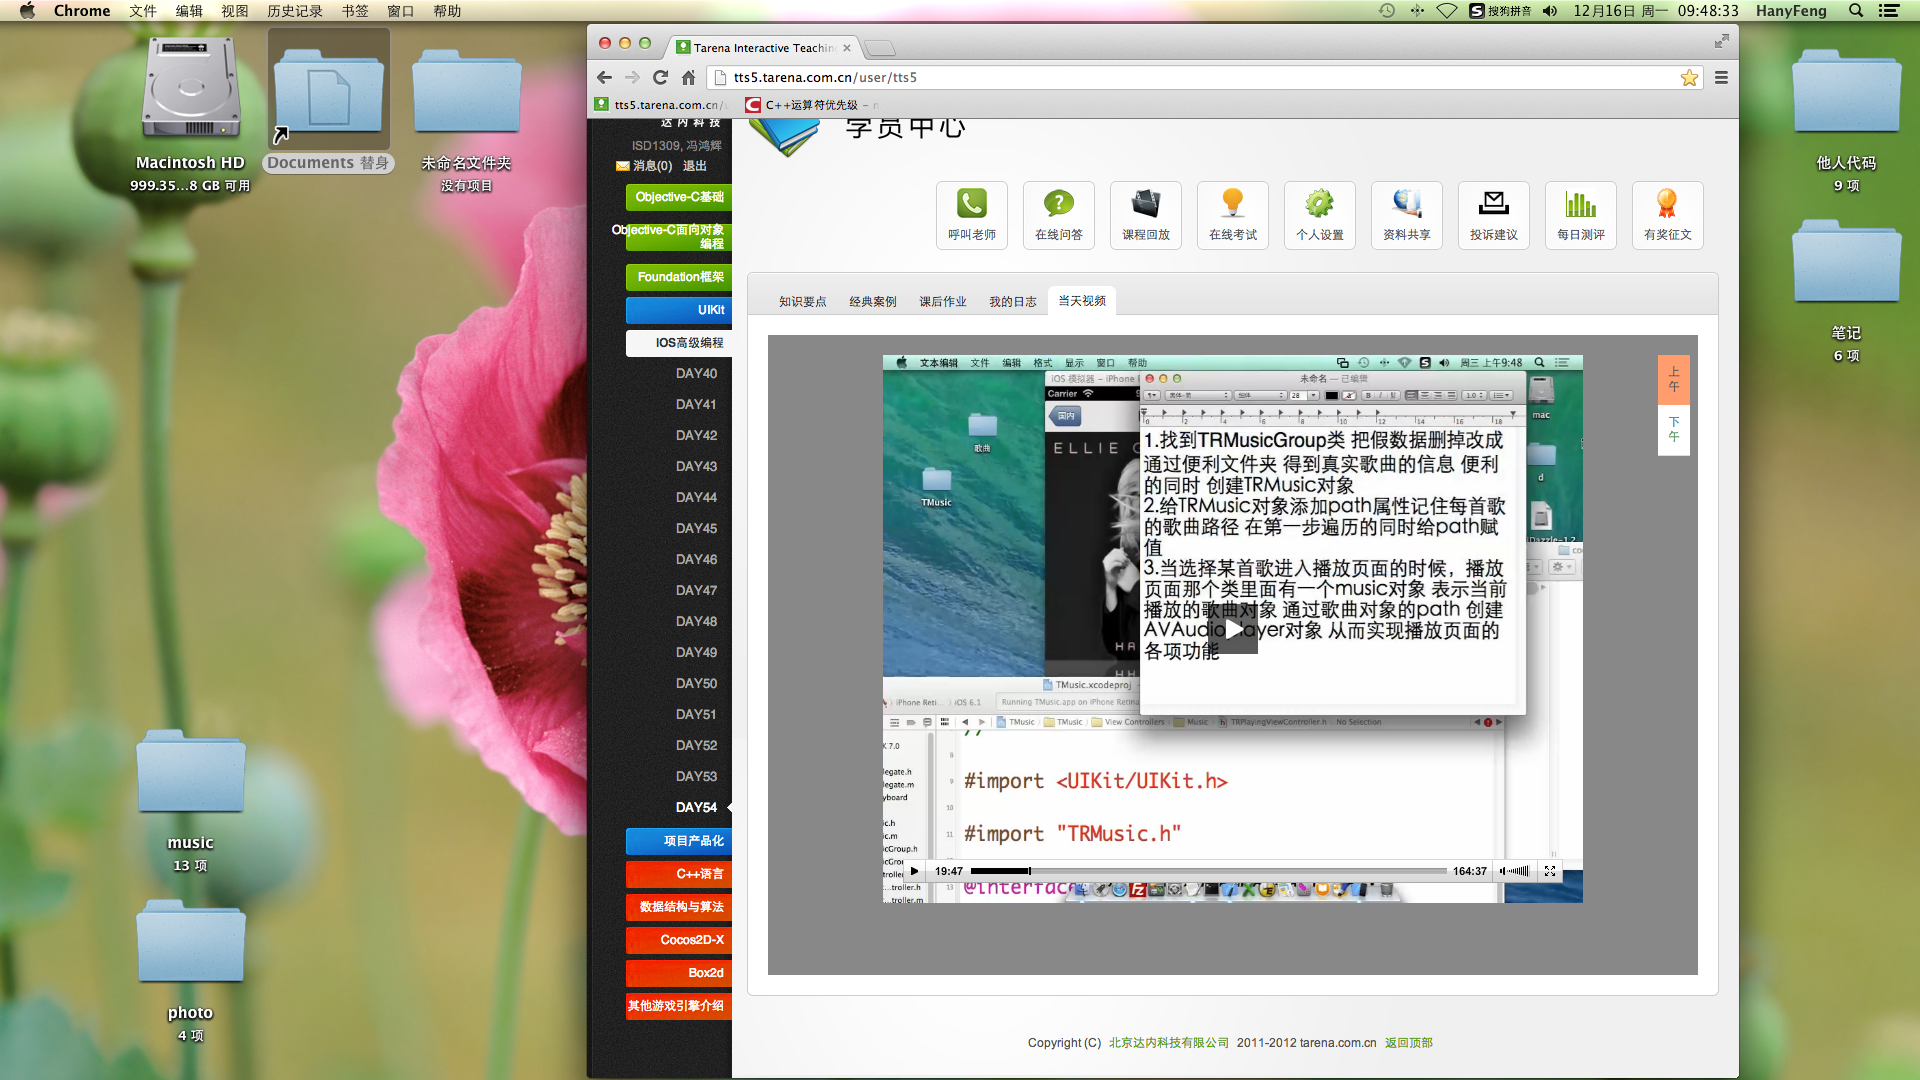 Chrome 文件 编辑 视图 历史记录 书签 窗口 帮助
搜狗拼音 12月16日 周一 09:48:33 HanyFeng
Macintosh HD
999.35...8 GB 可用
Documents 替身
未命名文件夹
没有项目
music
13 项
photo
4 项
他人代码
9 项
笔记
6 项
Tarena Interactive Teachin
tts5.tarena.com.cn/user/tts5
tts5.tarena.com.cn/
C++运算符优先级 –
达内科技
ISD1309, 冯鸿辉
消息(0) 退出
Objective-C基础
Objective-C面向对象
编程
Foundation框架
UIKit
IOS高级编程
DAY40
DAY41
DAY42
DAY43
DAY44
DAY45
DAY46
DAY47
DAY48
DAY49
DAY50
DAY51
DAY52
DAY53
DAY54
项目产品化
C++语言
数据结构与算法
Cocos2D-X
Box2d
其他游戏引擎介绍
学员中心
呼叫老师 在线问答 课程回放 在线考试 个人设置 资料共享 投诉建议 每日测评 有奖征文
知识要点 经典案例 课后作业 我的日志 当天视频
上午
下午
文本编辑 文件 编辑 格式 显示 窗口 帮助
周三 上午9:48
iOS 模拟器 – iPhone
Carrier
国内
ELLIE
歌曲
TMusic
mac
d
未命名 — 已编辑
1.找到TRMusicGroup类 把假数据删掉改成
通过便利文件夹 得到真实歌曲的信息 便利
的同时 创建TRMusic对象
2.给TRMusic对象添加path属性记住每首歌
的歌曲路径 在第一步遍历的同时给path赋
值
3.当选择某首歌进入播放页面的时候，播放
页面那个类里面有一个music对象 表示当前
播放的歌曲对象 通过歌曲对象的path 创建
AVAudioPlayer对象 从而实现播放页面的
各项功能
TMusic.xcodeproj
iPhone Reti... iOS 6.1
Running TMusic.app on iPhone Retina
TMusic TMusic View Controllers Music TRPlayingViewController.h No Selection
#import <UIKit/UIKit.h>
#import "TRMusic.h"
@interface
19:47 164:37
Copyright (C) 北京达内科技有限公司 2011-2012 tarena.com.cn 返回顶部